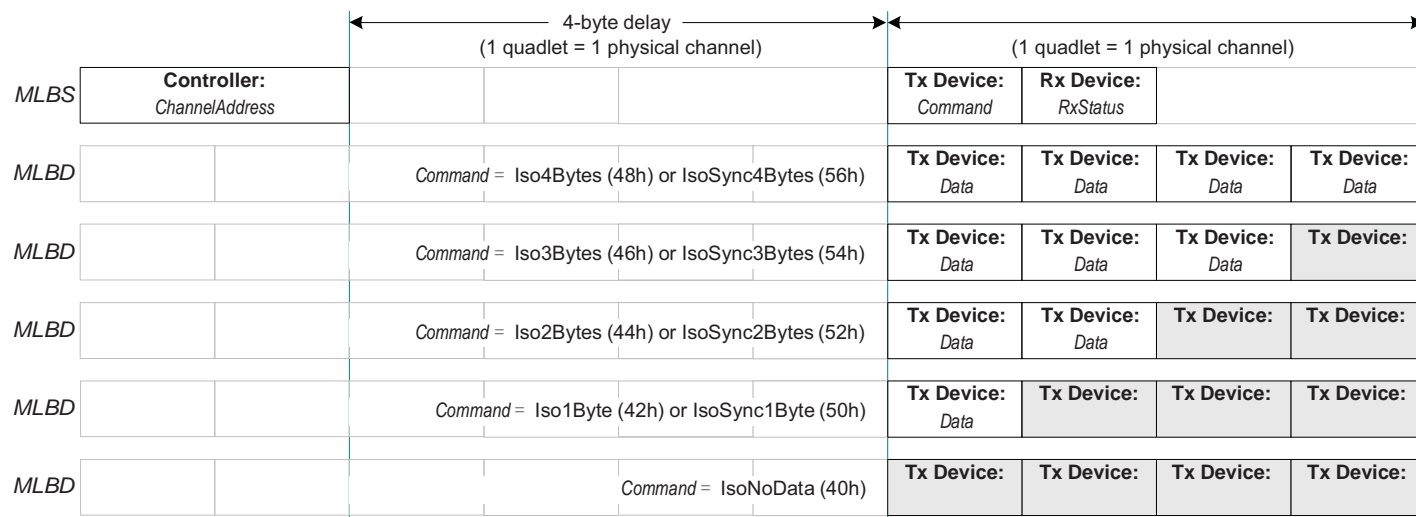 4-byte delay
(1 quadlet = 1 physical channel) (1 quadlet = 1 physical channel)
MLBS Controller: Tx Device: Rx Device:
ChannelAddress Command RxStatus
MLBD Command = Iso4Bytes (48h) or IsoSync4Bytes (56h) Tx Device: Tx Device: Tx Device: Tx Device:
Data Data Data Data
MLBD Command = Iso3Bytes (46h) or IsoSync3Bytes (54h) Tx Device: Tx Device: Tx Device: Tx Device:
Data Data Data
MLBD Command = Iso2Bytes (44h) or IsoSync2Bytes (52h) Tx Device: Tx Device: Tx Device: Tx Device:
Data Data
MLBD Command = Iso1Byte (42h) or IsoSync1Byte (50h) Tx Device: Tx Device: Tx Device: Tx Device:
Data
MLBD Command = IsoNoData (40h) Tx Device: Tx Device: Tx Device: Tx Device: